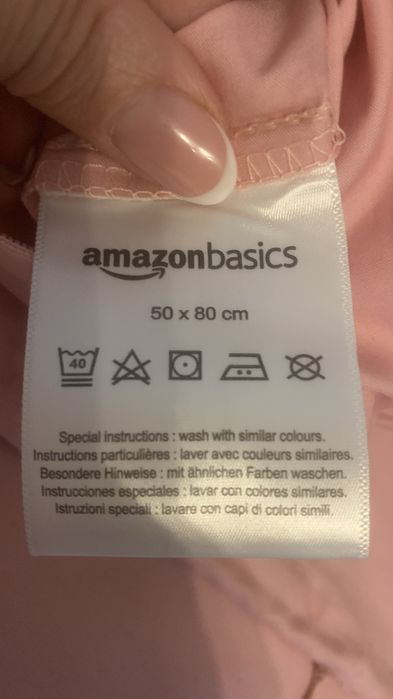 amazonbasics
50 x 80 cm
40
Special instructions : wash with similar colours.
Instructions particulières : laver avec couleurs similaires.
Besondere Hinweise : mit ähnlichen Farben waschen.
Instrucciones especiales : lavar con colores similares.
Istruzioni speciali : lavare con capi di colori simili.